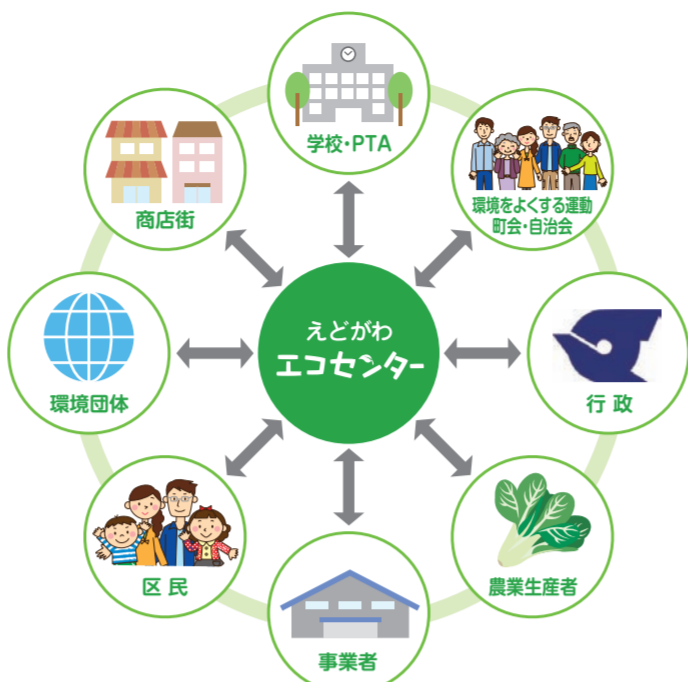 学校・PTA
環境をよくする運動
町会・自治会
商店街
えどがわ
エコセンター
環境団体
行政
区民
農業生産者
事業者